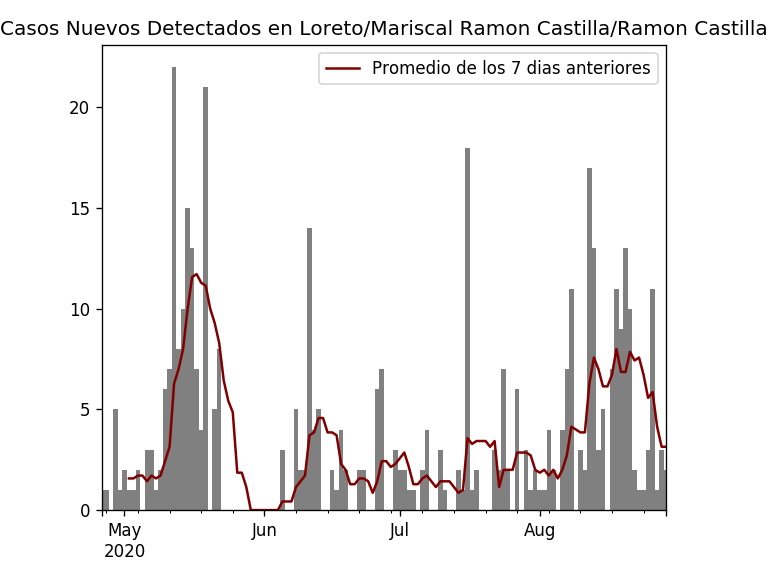 Casos Nuevos Detectados en Loreto/Mariscal Ramon Castilla/Ramon Castilla
Promedio de los 7 dias anteriores
20
15
10
5
0
May Jun Jul Aug
2020